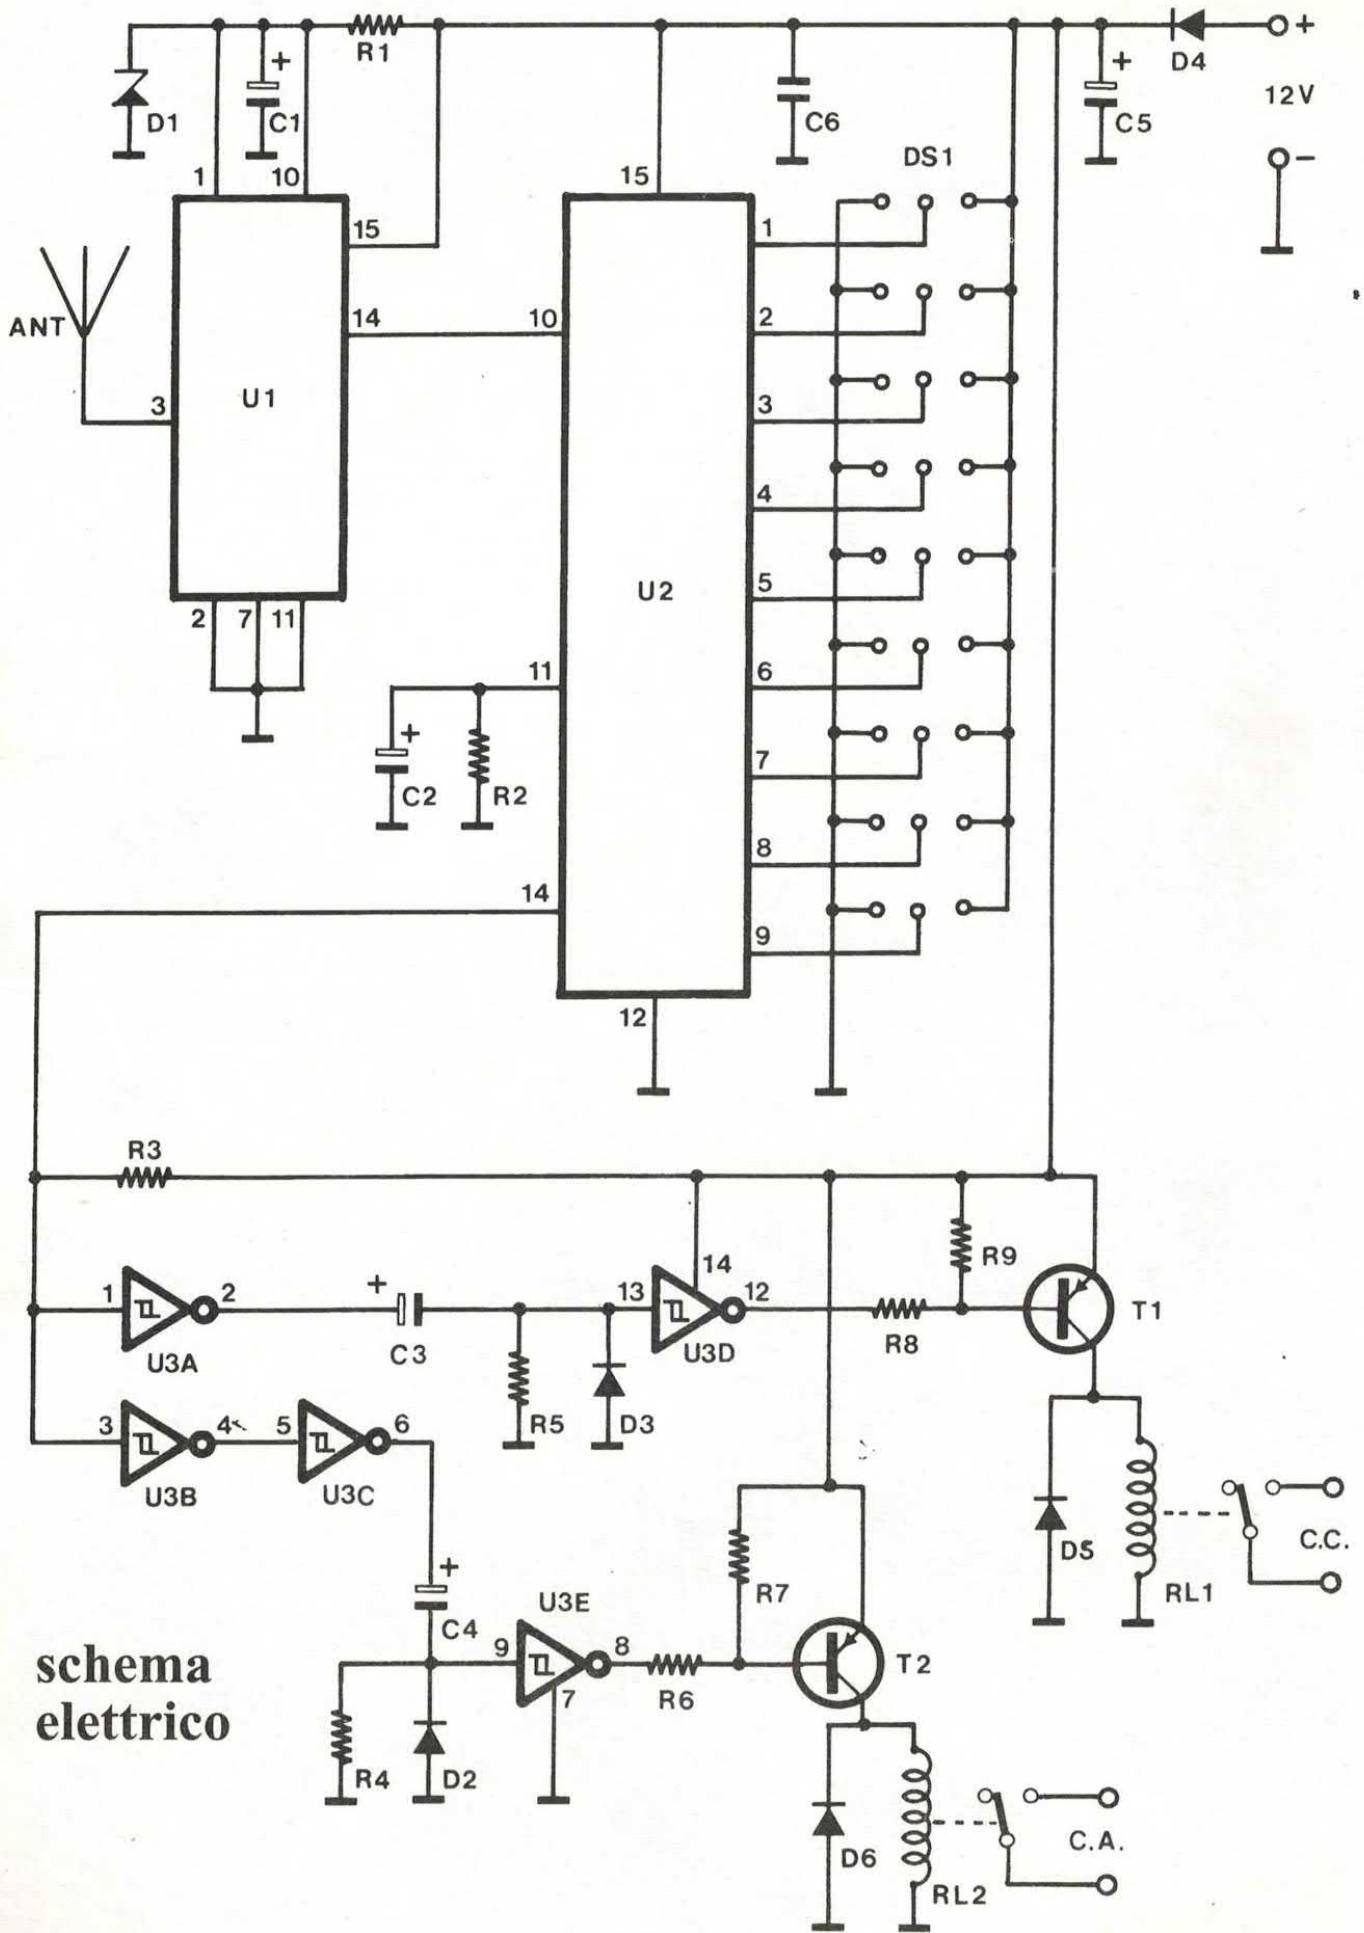 R1
+
D4
+
D1
C1
C6
+
C5
12V
−
DS1
1
10
15
15
1
ANT
14
10
2
3
U1
3
4
U2
5
2
7
11
11
6
+
C2
R2
7
8
14
9
12
R3
R9
14
1
2
+
13
12
T1
U3A
C3
U3D
R8
3
4
5
6
R5
D3
U3B
U3C
D5
RL1
C.C.
+
C4
U3E
R7
9
8
T2
schema
elettrico
7
R6
R4
D2
D6
RL2
C.A.